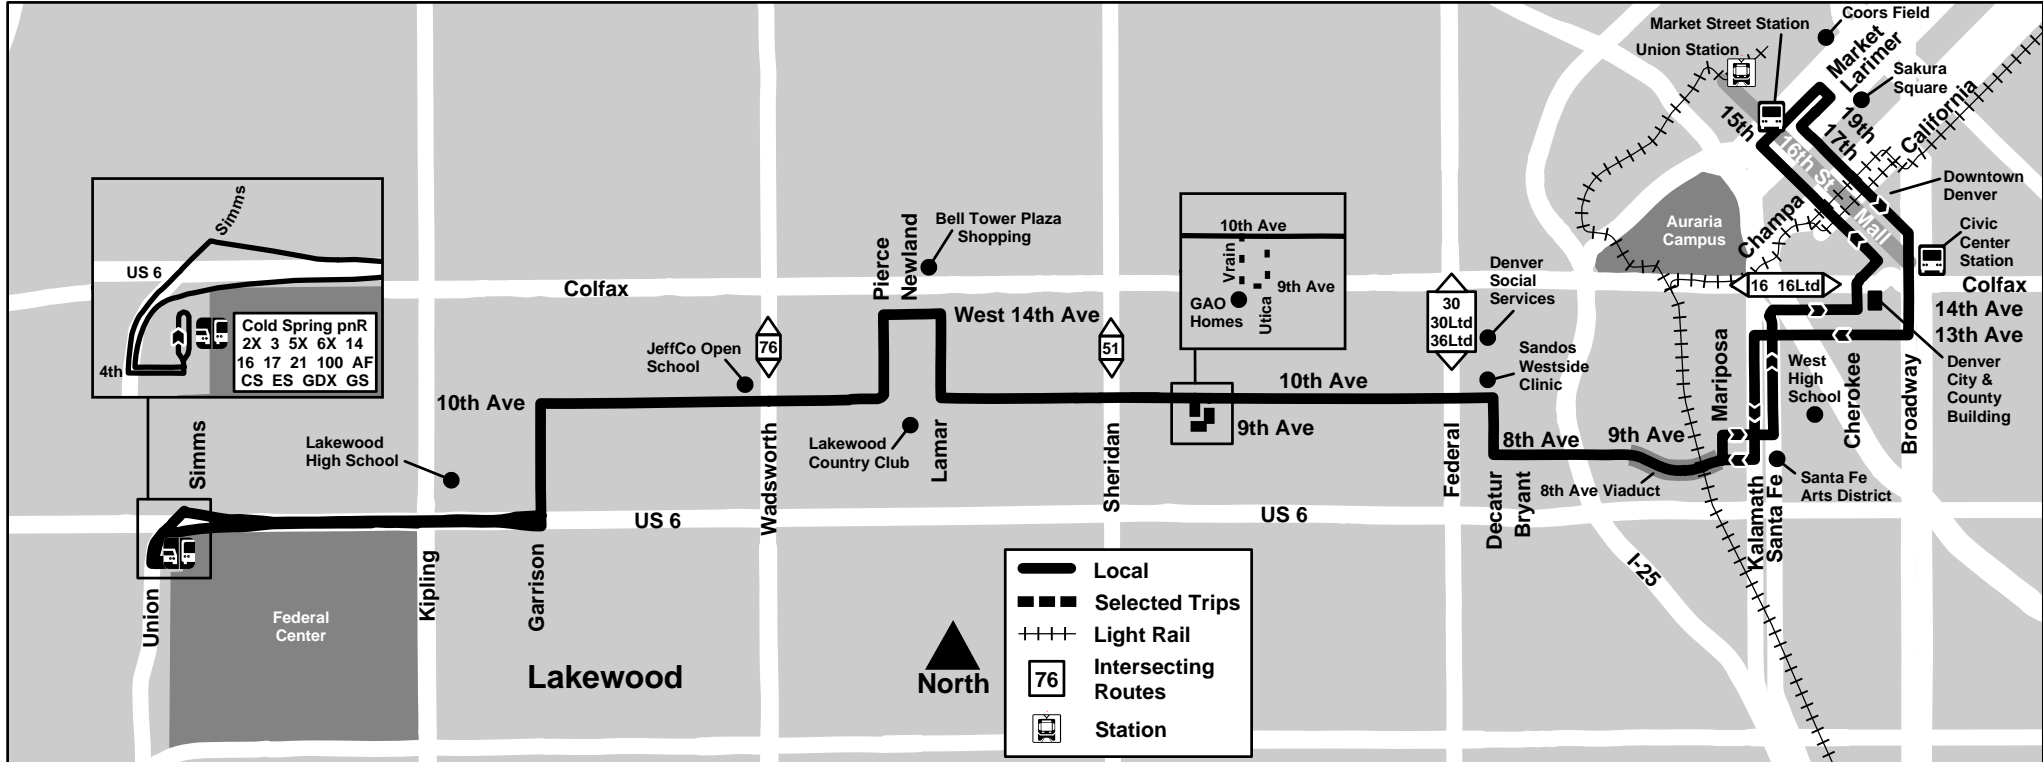 Market Street Station
Coors Field
Union Station
Market
Larimer
Sakura
Square
California
15th
19th
17th
16th St
Mall
Downtown
Denver
Auraria
Campus
Champa
Civic
Center
Station
Simms
US 6
4th
Cold Spring pnR
2X 3 5X 6X 14
16 17 21 100 AF
CS ES GDX GS
Colfax
Pierce
Newland
Bell Tower Plaza
Shopping
West 14th Ave
10th Ave
Vrain
9th Ave
Utica
GAO
Homes
Denver
Social
Services
30
30Ltd
36Ltd
16 16Ltd
Colfax
14th Ave
13th Ave
76
51
JeffCo Open
School
Sandos
Westside
Clinic
10th Ave
10th Ave
9th Ave
Lakewood
High School
Lakewood
Country Club
Simms
Wadsworth
Lamar
Sheridan
Federal
8th Ave
9th Ave
8th Ave Viaduct
Mariposa
West
High
School
Cherokee
Broadway
Denver
City &
County
Building
Santa Fe
Arts District
Kalamath
Santa Fe
Decatur
Bryant
US 6
US 6
I-25
Union
Federal
Center
Kipling
Garrison
Lakewood
North
Local
Selected Trips
Light Rail
76
Intersecting
Routes
Station